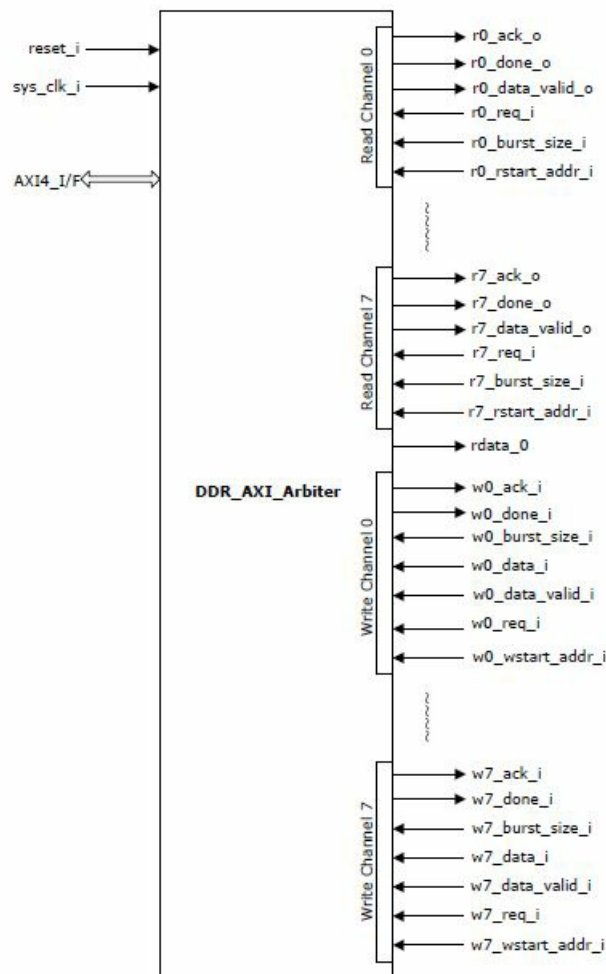 reset_i
sys_clk_i
AXI4_I/F
DDR_AXI_Arbiter
Read Channel 0
r0_ack_o
r0_done_o
r0_data_valid_o
r0_req_i
r0_burst_size_i
r0_rstart_addr_i
Read Channel 7
r7_ack_o
r7_done_o
r7_data_valid_o
r7_req_i
r7_burst_size_i
r7_rstart_addr_i
rdata_0
Write Channel 0
w0_ack_i
w0_done_i
w0_burst_size_i
w0_data_i
w0_data_valid_i
w0_req_i
w0_wstart_addr_i
Write Channel 7
w7_ack_i
w7_done_i
w7_burst_size_i
w7_data_i
w7_data_valid_i
w7_req_i
w7_wstart_addr_i